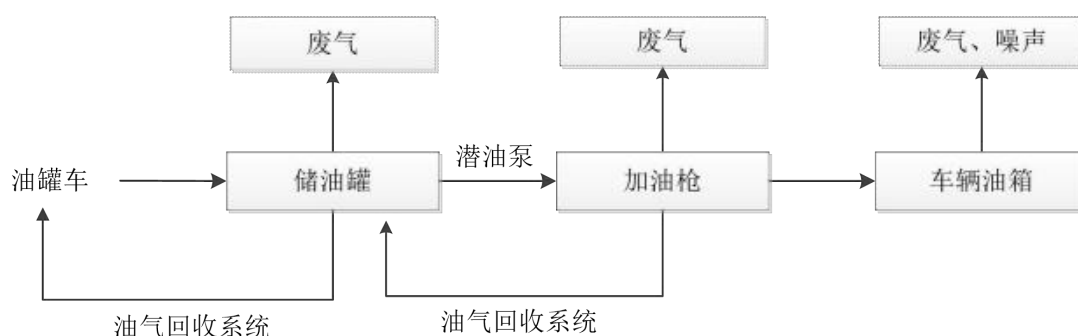 废气
废气
废气、噪声
油罐车
储油罐
潜油泵
加油枪
车辆油箱
油气回收系统
油气回收系统